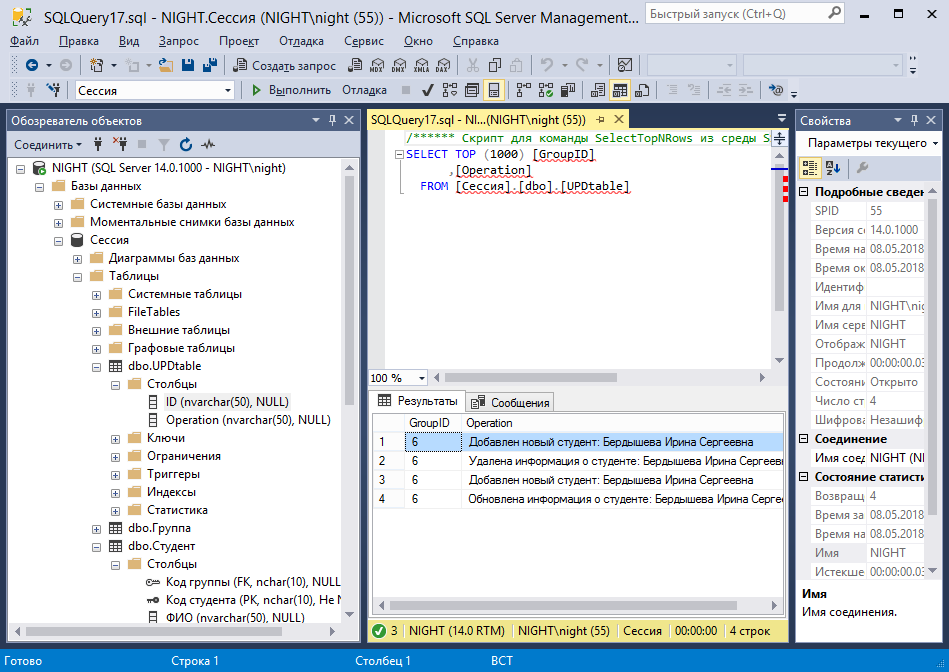 SQLQuery17.sql - NIGHT.Сессия (NIGHT\night (55)) - Microsoft SQL Server Management...
Быстрый запуск (Ctrl+Q)
Файл Правка Вид Запрос Проект Отладка Сервис Окно Справка
Создать запрос MDX DMX XMLA DAX
Сессия Выполнить Отладка
Обозреватель объектов
Соединить
NIGHT (SQL Server 14.0.1000 - NIGHT\night)
Базы данных
Системные базы данных
Моментальные снимки базы данных
Сессия
Диаграммы баз данных
Таблицы
Системные таблицы
FileTables
Внешние таблицы
Графовые таблицы
dbo.UPDtable
Столбцы
ID (nvarchar(50), NULL)
Operation (nvarchar(50), NULL)
Ключи
Ограничения
Триггеры
Индексы
Статистика
dbo.Группа
dbo.Студент
Столбцы
Код группы (FK, nchar(10), NULL
Код студента (PK, nchar(10), Не N
ФИО (nvarchar(50), NULL)
SQLQuery17.sql - NI...(NIGHT\night (55))
/****** Скрипт для команды SelectTopNRows из среды S
SELECT TOP (1000) [GroupID]
,[Operation]
FROM [Сессия].[dbo].[UPDtable]
100 %
Результаты Сообщения
GroupID Operation
1 6 Добавлен новый студент: Бердышева Ирина Сергеевна
2 6 Удалена информация о студенте: Бердышева Ирина Сергеевн
3 6 Добавлен новый студент: Бердышева Ирина Сергеевна
4 6 Обновлена информация о студенте: Бердышева Ирина Сергее
3 NIGHT (14.0 RTM) NIGHT\night (55) Сессия 00:00:00 4 строк
Свойства
Параметры текущего
Подробные сведен
SPID 55
Версия се 14.0.1000
Время на 08.05.2018
Время ок 08.05.2018
Идентиф
Имя для NIGHT\nig
Имя серв NIGHT
Отображ NIGHT
Продолж 00:00:00.03
Состояни Открыто
Число ст 4
Шифрова Незашиф
Соединение
Имя соед NIGHT (NI
Состояние статисти
Возвращ 4
Время за 08.05.2018
Время на 08.05.2018
Имя NIGHT
Истекше 00:00:00.03
Имя
Имя соединения.
Готово Строка 1 Столбец 1 ВСТ